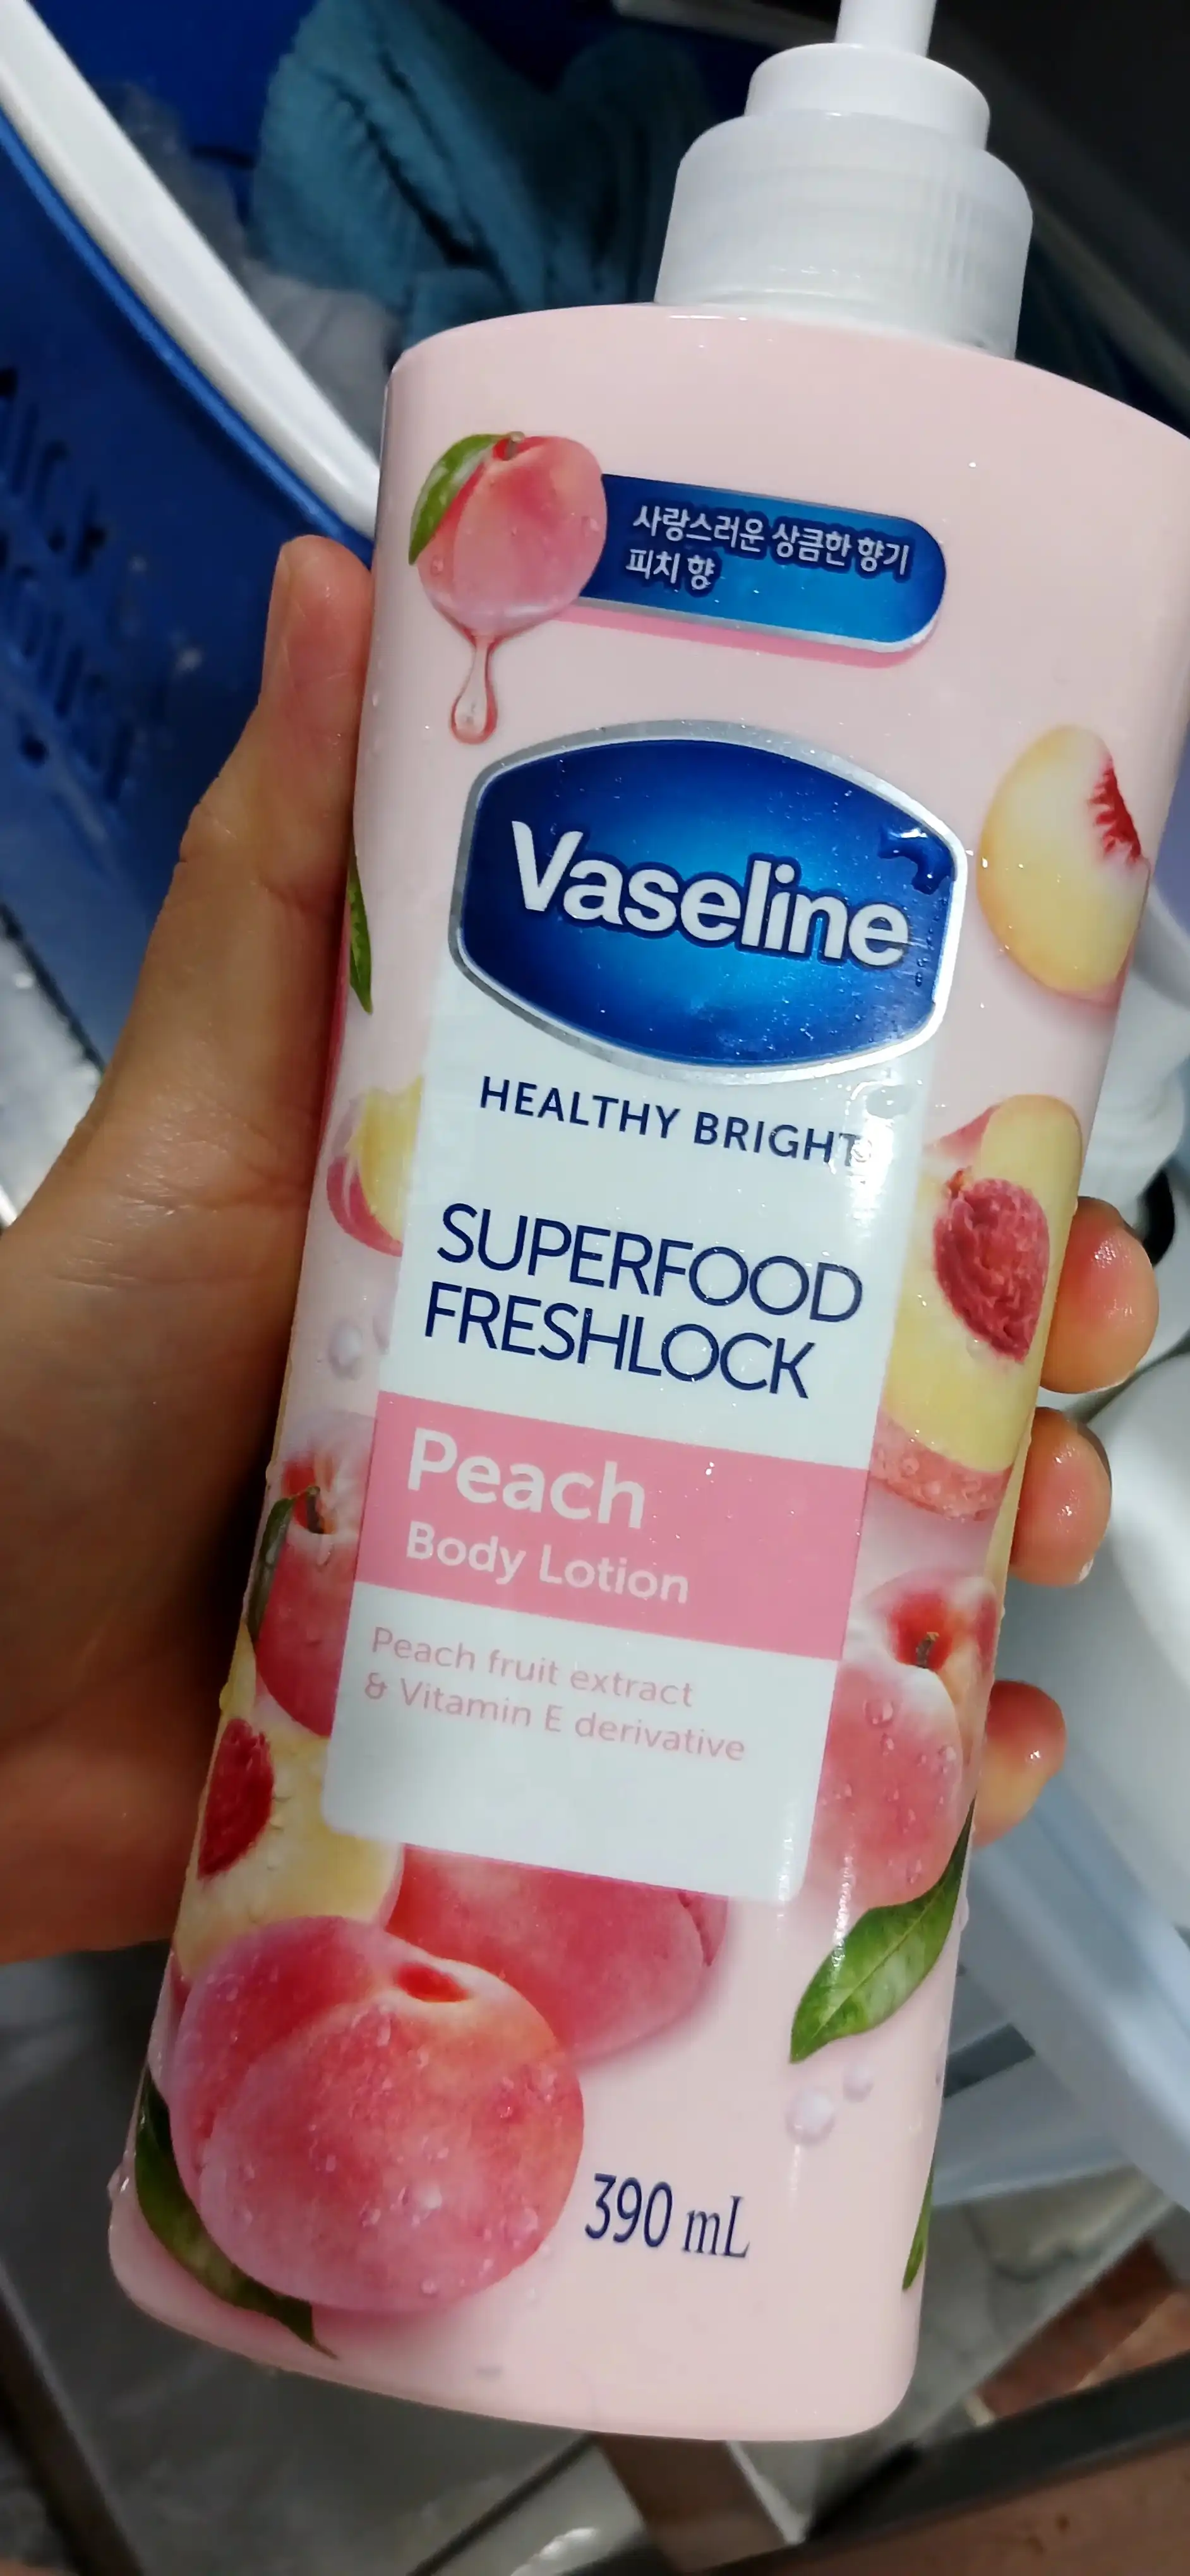 사랑스러운 상큼한 향기
피치 향
Vaseline
HEALTHY BRIGHT
SUPERFOOD
FRESHLOCK
Peach
Body Lotion
Peach fruit extract
& Vitamin E derivative
390 mL